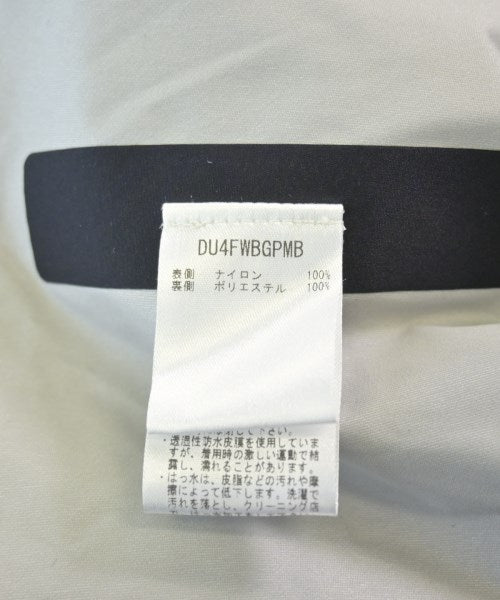 DU4FWBGPMB
表側 ナイロン 100%
裏側 ポリエステル 100%
て下さい。
・透湿性防水皮膜を使用していま
すが、着用時の激しい運動で結
露し、濡れることがあります。
・はっ水は、皮脂などの汚れや摩
擦によって低下します。洗濯で
汚れを落とし、クリーニング店